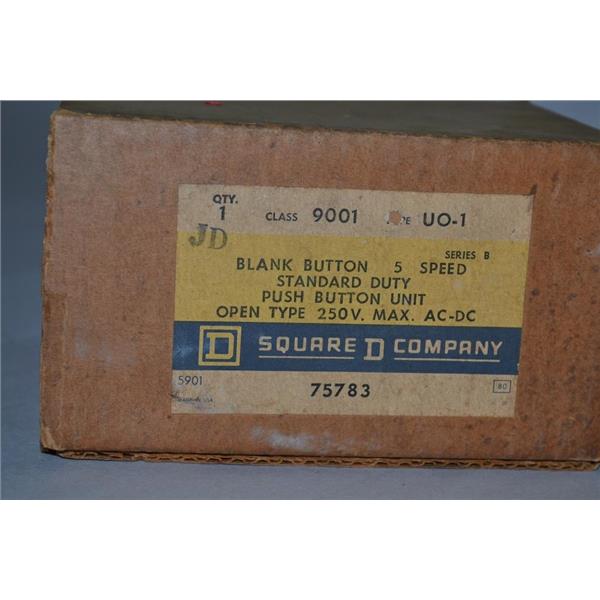 QTY.
1 CLASS 9001 TYPE UO-1
JD
SERIES B
BLANK BUTTON 5 SPEED
STANDARD DUTY
PUSH BUTTON UNIT
OPEN TYPE 250V. MAX. AC-DC
D SQUARE D COMPANY
5901
75783
80